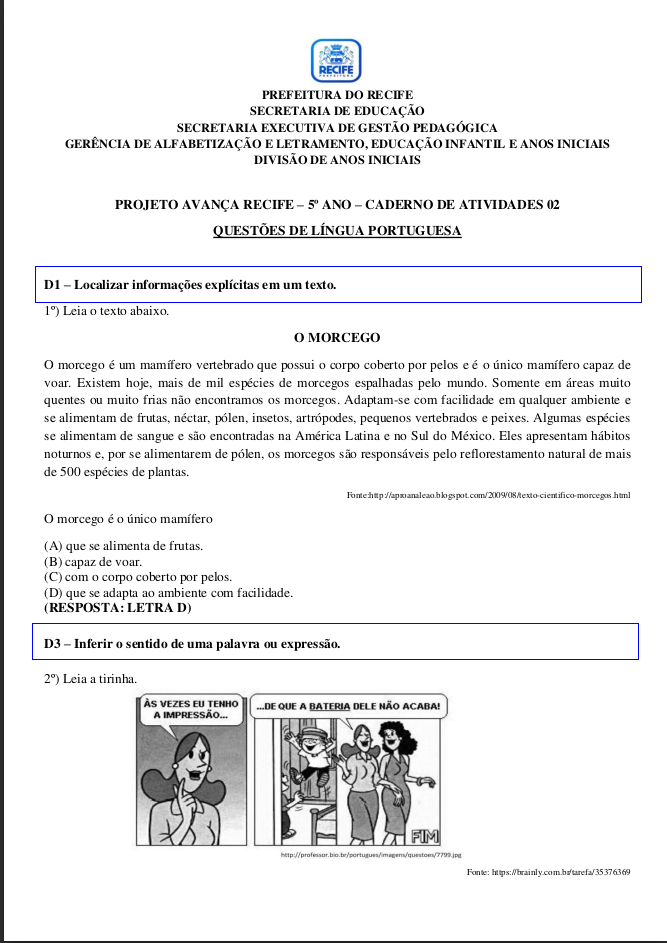 RECIFE
PREFEITURA
PREFEITURA DO RECIFE
SECRETARIA DE EDUCAÇÃO
SECRETARIA EXECUTIVA DE GESTÃO PEDAGÓGICA
GERÊNCIA DE ALFABETIZAÇÃO E LETRAMENTO, EDUCAÇÃO INFANTIL E ANOS INICIAIS
DIVISÃO DE ANOS INICIAIS
PROJETO AVANÇA RECIFE – 5º ANO – CADERNO DE ATIVIDADES 02
QUESTÕES DE LÍNGUA PORTUGUESA
D1 – Localizar informações explícitas em um texto.
1º) Leia o texto abaixo.
O MORCEGO
O morcego é um mamífero vertebrado que possui o corpo coberto por pelos e é o único mamífero capaz de
voar. Existem hoje, mais de mil espécies de morcegos espalhadas pelo mundo. Somente em áreas muito
quentes ou muito frias não encontramos os morcegos. Adaptam-se com facilidade em qualquer ambiente e
se alimentam de frutas, néctar, pólen, insetos, artrópodes, pequenos vertebrados e peixes. Algumas espécies
se alimentam de sangue e são encontradas na América Latina e no Sul do México. Eles apresentam hábitos
noturnos e, por se alimentarem de pólen, os morcegos são responsáveis pelo reflorestamento natural de mais
de 500 espécies de plantas.
Fonte:http://aproanaleao.blogspot.com/2009/08/texto-cientifico-morcegos.html
O morcego é o único mamífero
(A) que se alimenta de frutas.
(B) capaz de voar.
(C) com o corpo coberto por pelos.
(D) que se adapta ao ambiente com facilidade.
(RESPOSTA: LETRA D)
D3 – Inferir o sentido de uma palavra ou expressão.
2º) Leia a tirinha.
ÀS VEZES EU TENHO
A IMPRESSÃO...
...DE QUE A BATERIA DELE NÃO ACABA!
FIM
http://professor.bio.br/portugues/imagens/questoes/7799.jpg
Fonte: https://brainly.com.br/tarefa/35376369